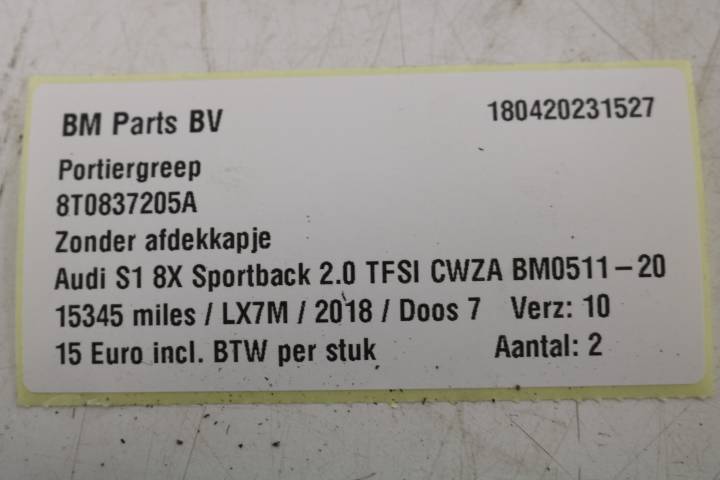 BM Parts BV 180420231527
Portiergreep
8T0837205A
Zonder afdekkapje
Audi S1 8X Sportback 2.0 TFSI CWZA BM0511-20
15345 miles / LX7M / 2018 / Doos 7 Verz: 10
15 Euro incl. BTW per stuk Aantal: 2